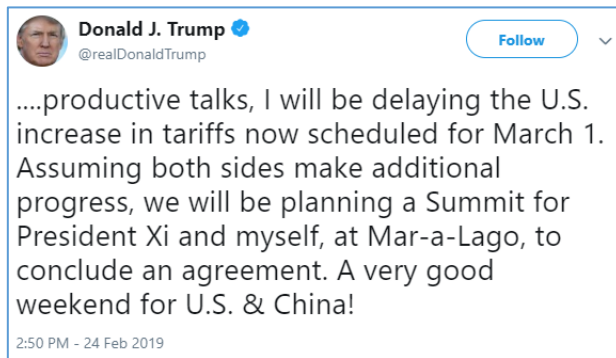 Donald J. Trump
@realDonaldTrump
Follow
....productive talks, I will be delaying the U.S.
increase in tariffs now scheduled for March 1.
Assuming both sides make additional
progress, we will be planning a Summit for
President Xi and myself, at Mar-a-Lago, to
conclude an agreement. A very good
weekend for U.S. & China!
2:50 PM - 24 Feb 2019